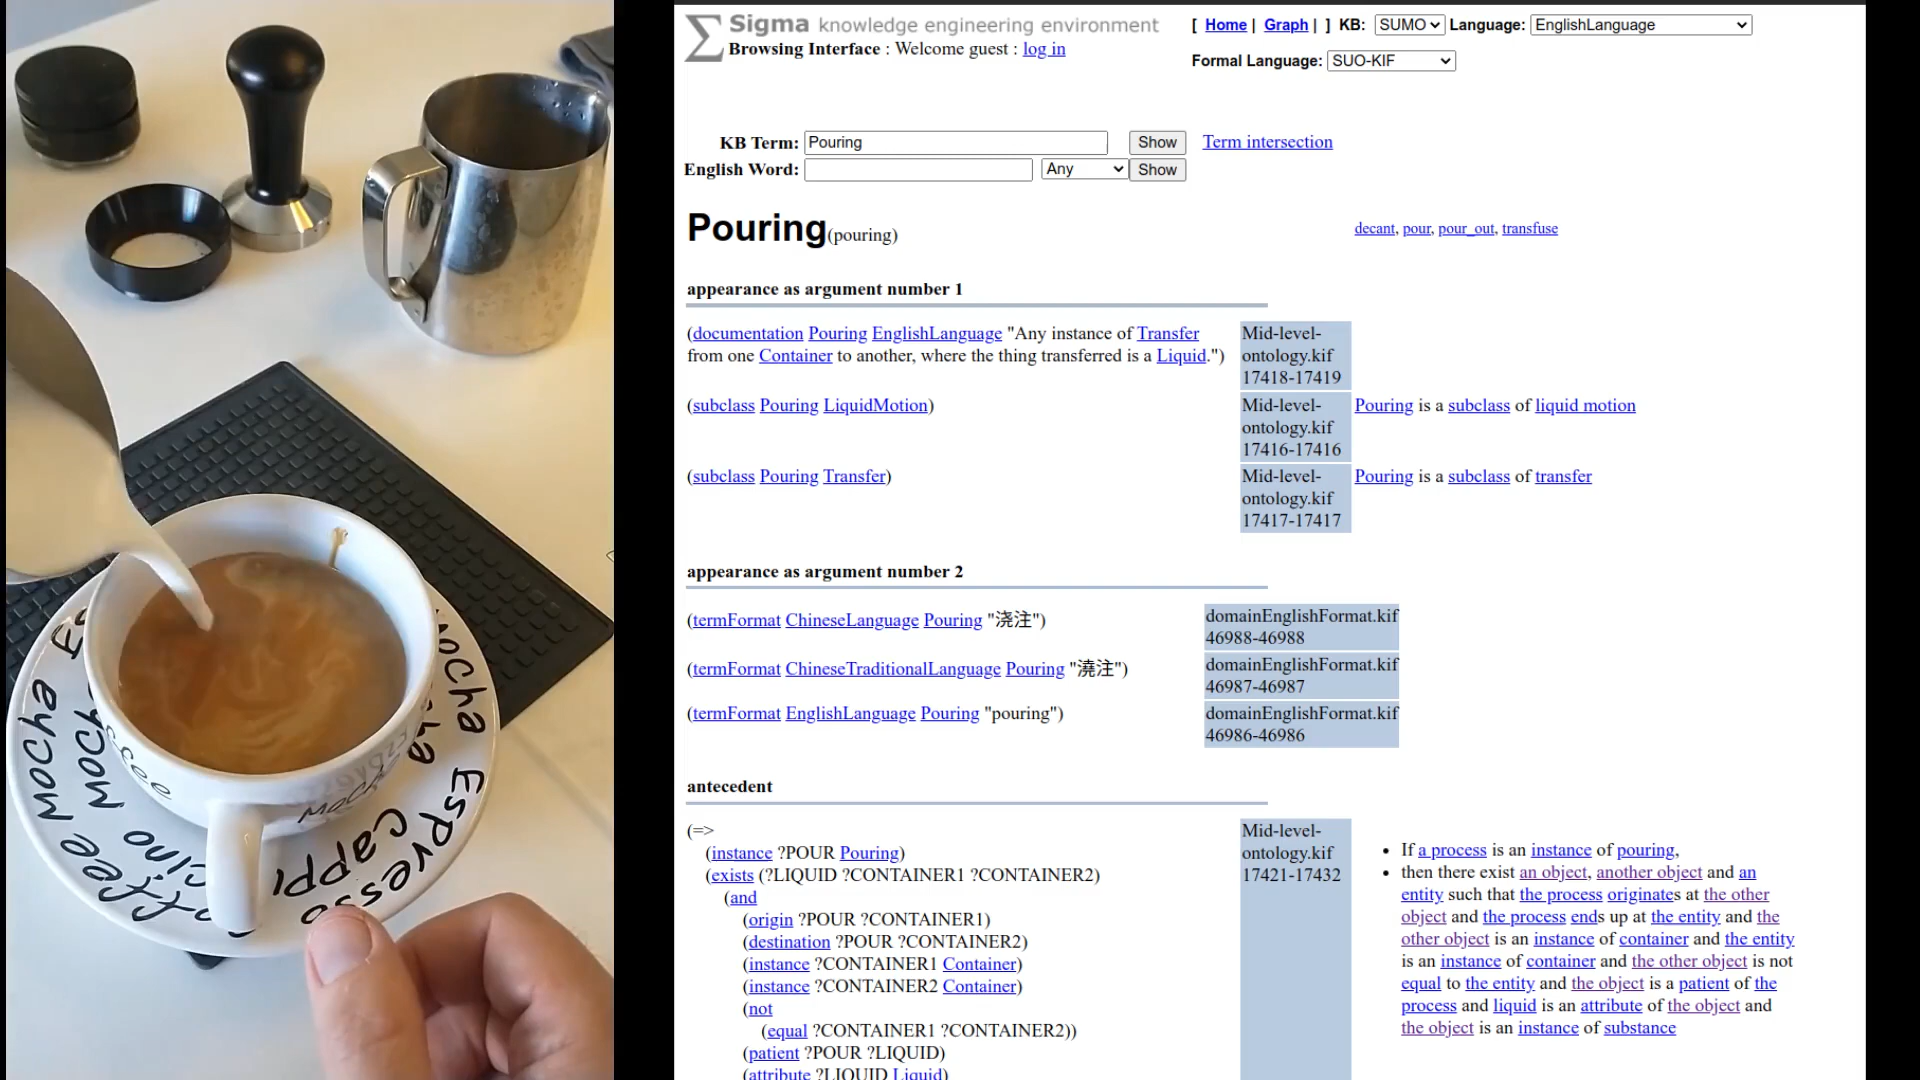 Sigma knowledge engineering environment
Browsing Interface : Welcome guest : log in
[ Home | Graph | ] KB: SUMO Language: EnglishLanguage
Formal Language: SUO-KIF
KB Term: Pouring Show Term intersection
English Word: Any Show
Pouring(pouring)
decant, pour, pour_out, transfuse
appearance as argument number 1
(documentation Pouring EnglishLanguage "Any instance of Transfer
from one Container to another, where the thing transferred is a Liquid.")
Mid-level-
ontology.kif
17418-17419
(subclass Pouring LiquidMotion)
Mid-level-
ontology.kif
17416-17416
Pouring is a subclass of liquid motion
(subclass Pouring Transfer)
Mid-level-
ontology.kif
17417-17417
Pouring is a subclass of transfer
appearance as argument number 2
(termFormat ChineseLanguage Pouring "浇注")
domainEnglishFormat.kif
46988-46988
(termFormat ChineseTraditionalLanguage Pouring "澆注")
domainEnglishFormat.kif
46987-46987
(termFormat EnglishLanguage Pouring "pouring")
domainEnglishFormat.kif
46986-46986
antecedent
(=>
(instance ?POUR Pouring)
(exists (?LIQUID ?CONTAINER1 ?CONTAINER2)
(and
(origin ?POUR ?CONTAINER1)
(destination ?POUR ?CONTAINER2)
(instance ?CONTAINER1 Container)
(instance ?CONTAINER2 Container)
(not
(equal ?CONTAINER1 ?CONTAINER2))
(patient ?POUR ?LIQUID)
(attribute ?LIQUID Liquid)
Mid-level-
ontology.kif
17421-17432
• If a process is an instance of pouring,
• then there exist an object, another object and an
entity such that the process originates at the other
object and the process ends up at the entity and the
other object is an instance of container and the entity
is an instance of container and the other object is not
equal to the entity and the object is a patient of the
process and liquid is an attribute of the object and
the object is an instance of substance
Mocha
Espresso
Cappi
cino
Mocha